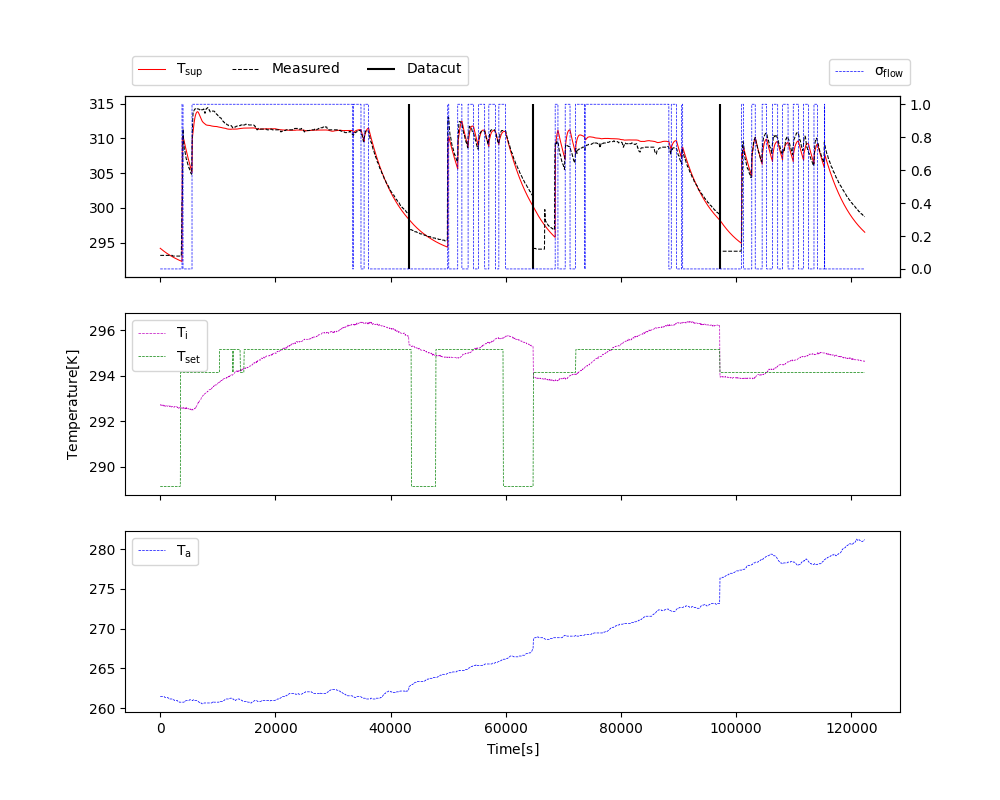 T_sup Measured Datacut σ_flow
315 1.0
310 0.8
305 0.6
300 0.4
295 0.2
0.0
296
T_i
T_set
294
292
290
Temperature[K]
T_a
280
275
270
265
260
0 20000 40000 60000 80000 100000 120000
Time[s]